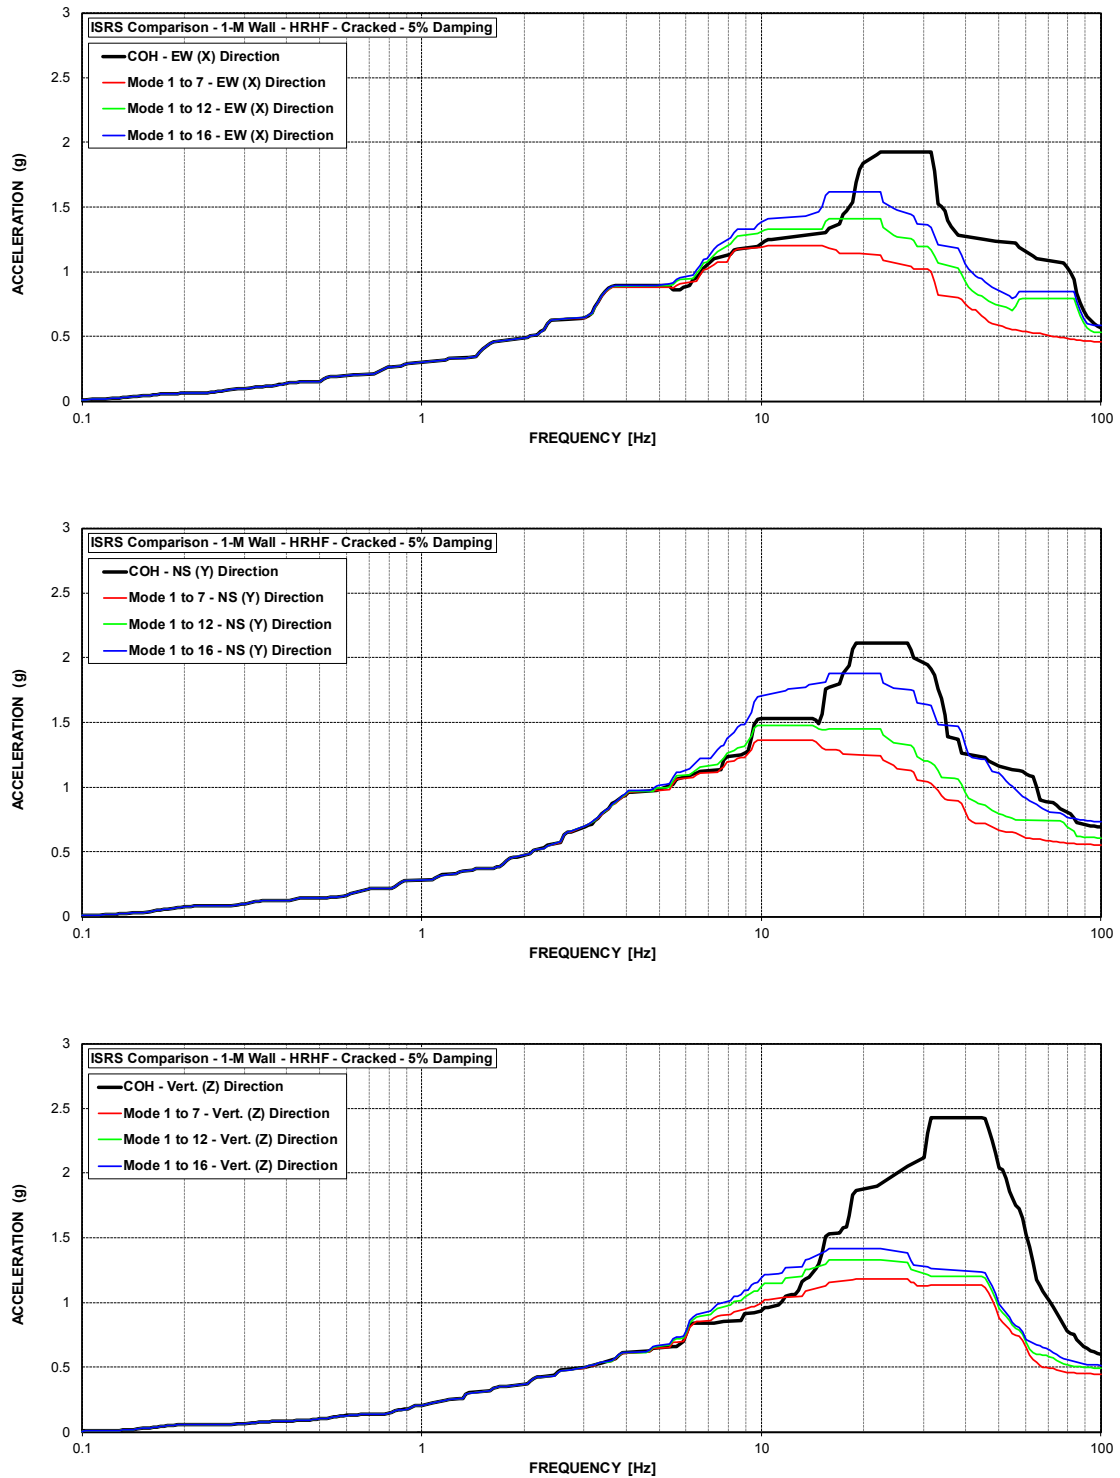 3
ISRS Comparison - 1-M Wall - HRHF - Cracked - 5% Damping
COH - EW (X) Direction
Mode 1 to 7 - EW (X) Direction
Mode 1 to 12 - EW (X) Direction
Mode 1 to 16 - EW (X) Direction
2.5
2
1.5
1
0.5
0
ACCELERATION (g)
0.1
1
10
100
FREQUENCY [Hz]
3
ISRS Comparison - 1-M Wall - HRHF - Cracked - 5% Damping
COH - NS (Y) Direction
Mode 1 to 7 - NS (Y) Direction
Mode 1 to 12 - NS (Y) Direction
Mode 1 to 16 - NS (Y) Direction
2.5
2
1.5
1
0.5
0
ACCELERATION (g)
0.1
1
10
100
FREQUENCY [Hz]
3
ISRS Comparison - 1-M Wall - HRHF - Cracked - 5% Damping
COH - Vert. (Z) Direction
Mode 1 to 7 - Vert. (Z) Direction
Mode 1 to 12 - Vert. (Z) Direction
Mode 1 to 16 - Vert. (Z) Direction
2.5
2
1.5
1
0.5
0
ACCELERATION (g)
0.1
1
10
100
FREQUENCY [Hz]